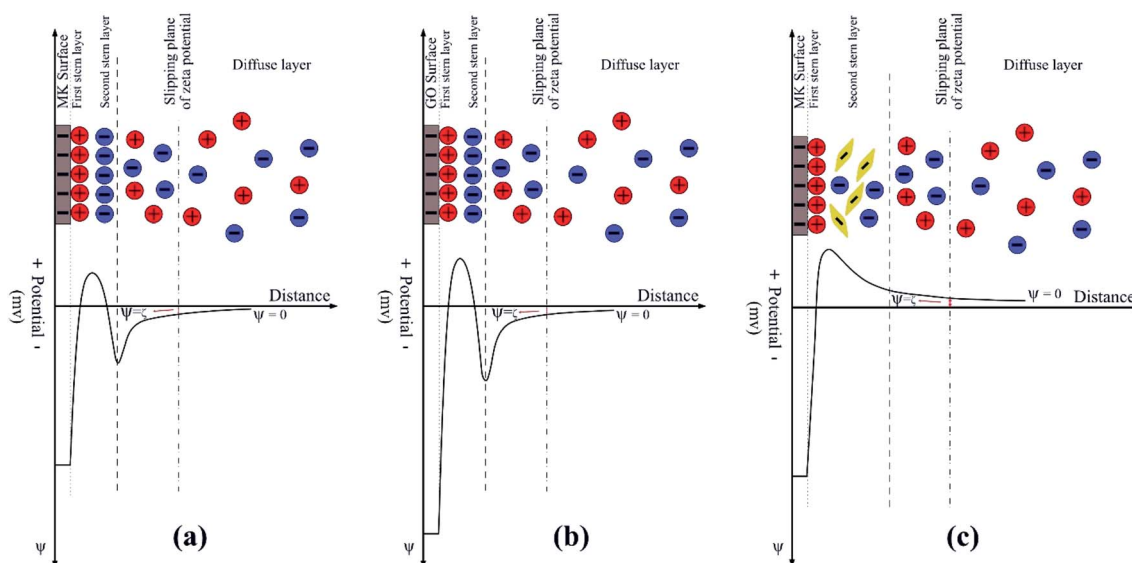 MK Surface
First stern layer
Second stern layer
Slipping plane
of zeta potential
Diffuse layer
+ Potential -
(mv)
Distance
Ψ=ζ
Ψ = 0
Ψ
(a)
GO Surface
First stern layer
Second stern layer
Slipping plane
of zeta potential
Diffuse layer
+ Potential -
(mv)
Distance
Ψ=ζ
Ψ = 0
Ψ
(b)
MK Surface
First stern layer
Second stern layer
Slipping plane
of zeta potential
Diffuse layer
+ Potential -
(mv)
Distance
Ψ=ζ
Ψ = 0
Ψ
(c)